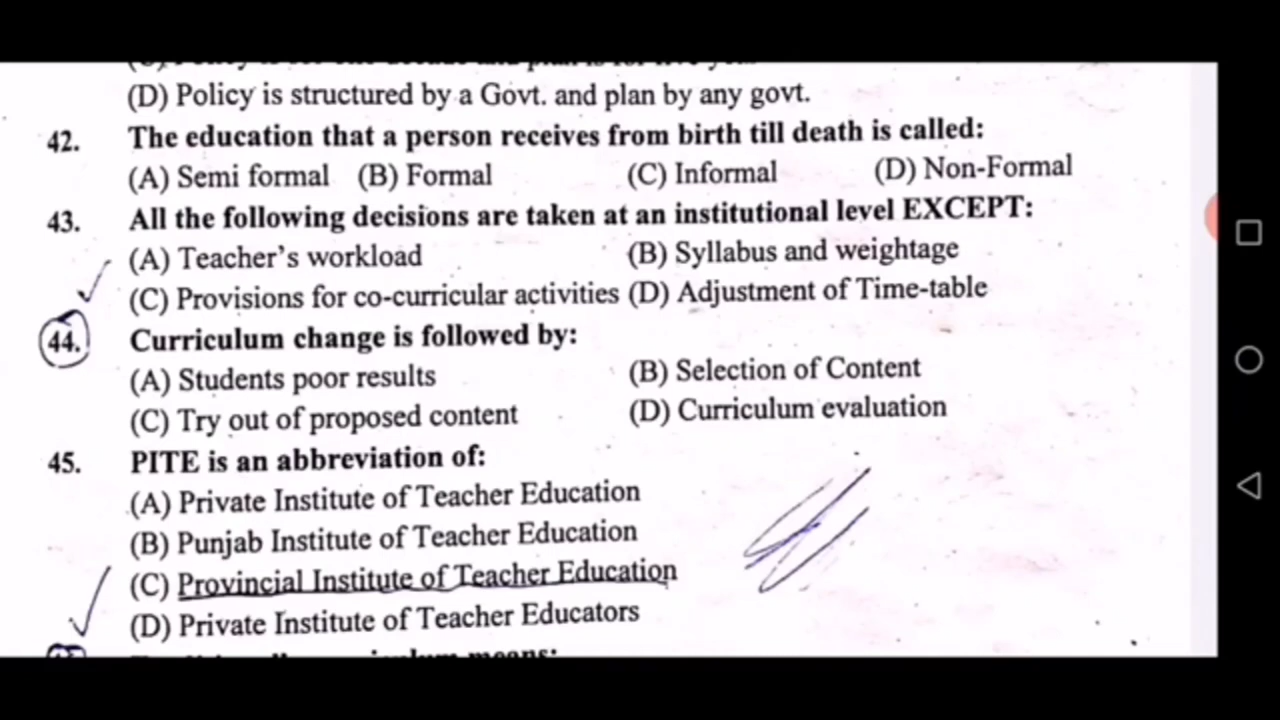 (D) Policy is structured by a Govt. and plan by any govt.
42. The education that a person receives from birth till death is called:
(A) Semi formal (B) Formal (C) Informal (D) Non-Formal
43. All the following decisions are taken at an institutional level EXCEPT:
(A) Teacher's workload (B) Syllabus and weightage
(C) Provisions for co-curricular activities (D) Adjustment of Time-table
44. Curriculum change is followed by:
(A) Students poor results (B) Selection of Content
(C) Try out of proposed content (D) Curriculum evaluation
45. PITE is an abbreviation of:
(A) Private Institute of Teacher Education
(B) Punjab Institute of Teacher Education
(C) Provincial Institute of Teacher Education
(D) Private Institute of Teacher Educators
means: